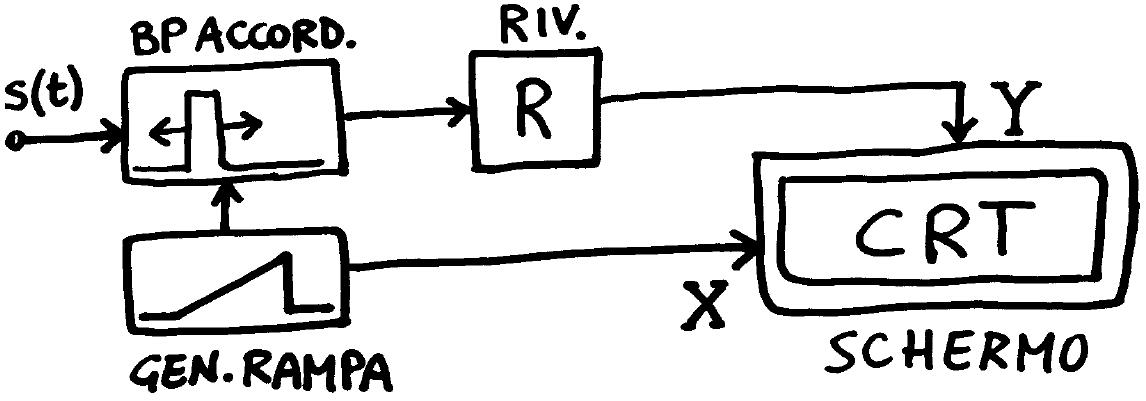 BP ACCORD.
RIV.
s(t)
R
Y
CRT
X
GEN. RAMPA
SCHERMO